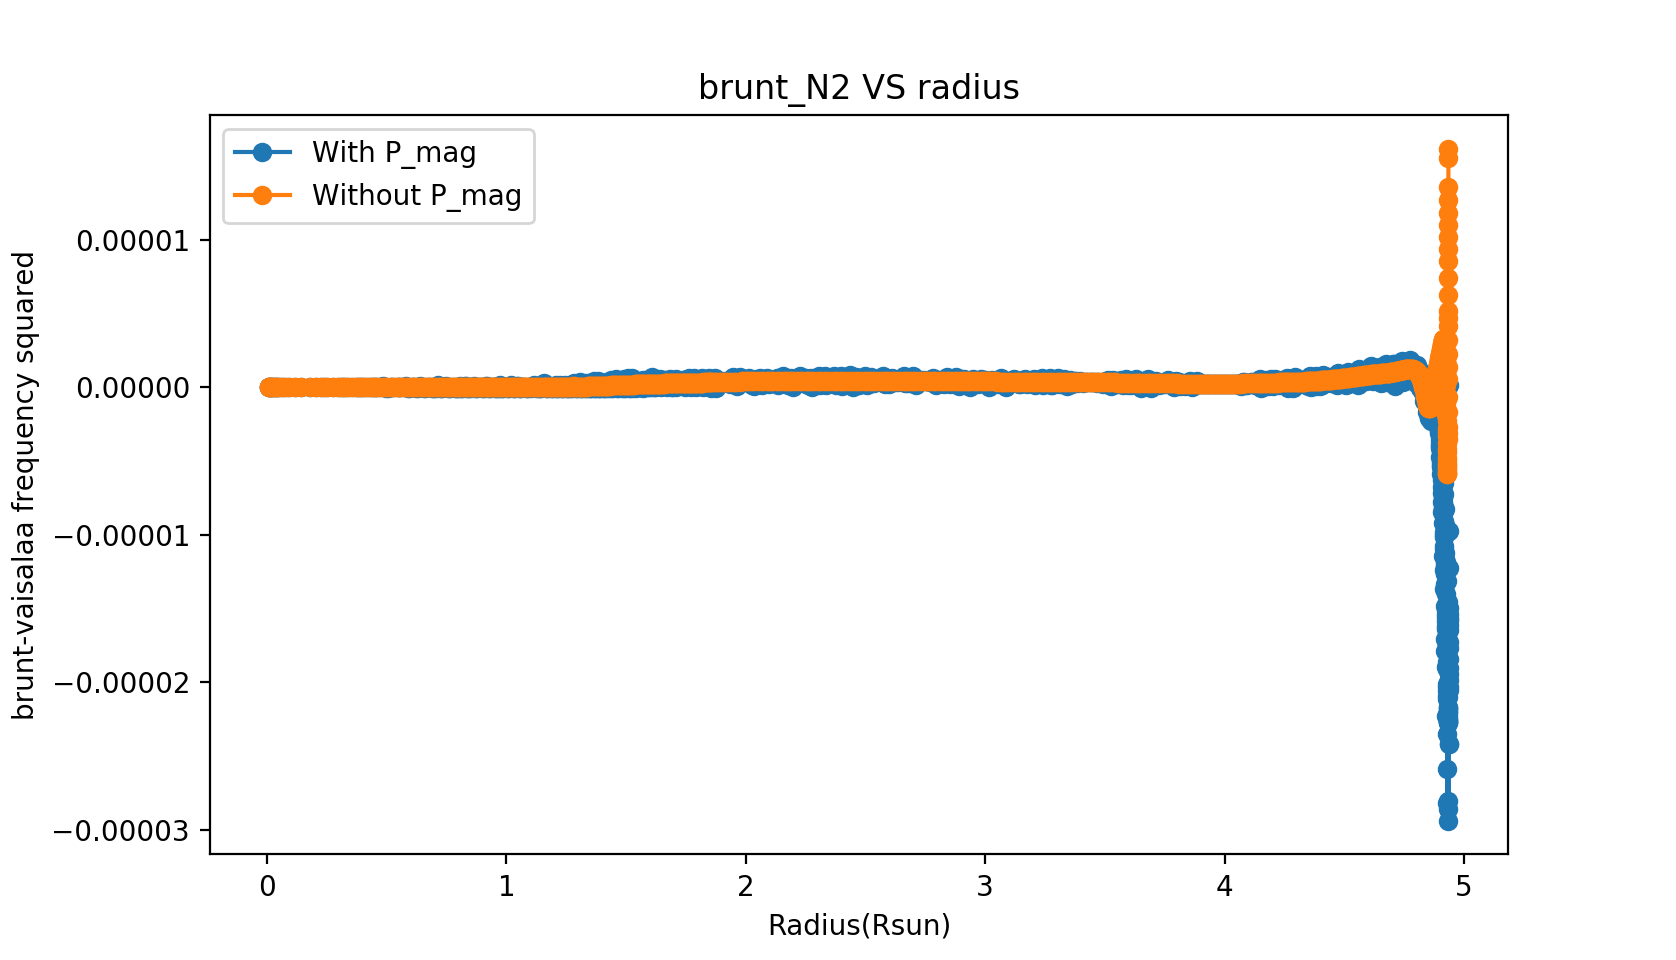 brunt_N2 VS radius
With P_mag
Without P_mag
brunt-vaisalaa frequency squared
0.00001
0.00000
−0.00001
−0.00002
−0.00003
0 1 2 3 4 5
Radius(Rsun)